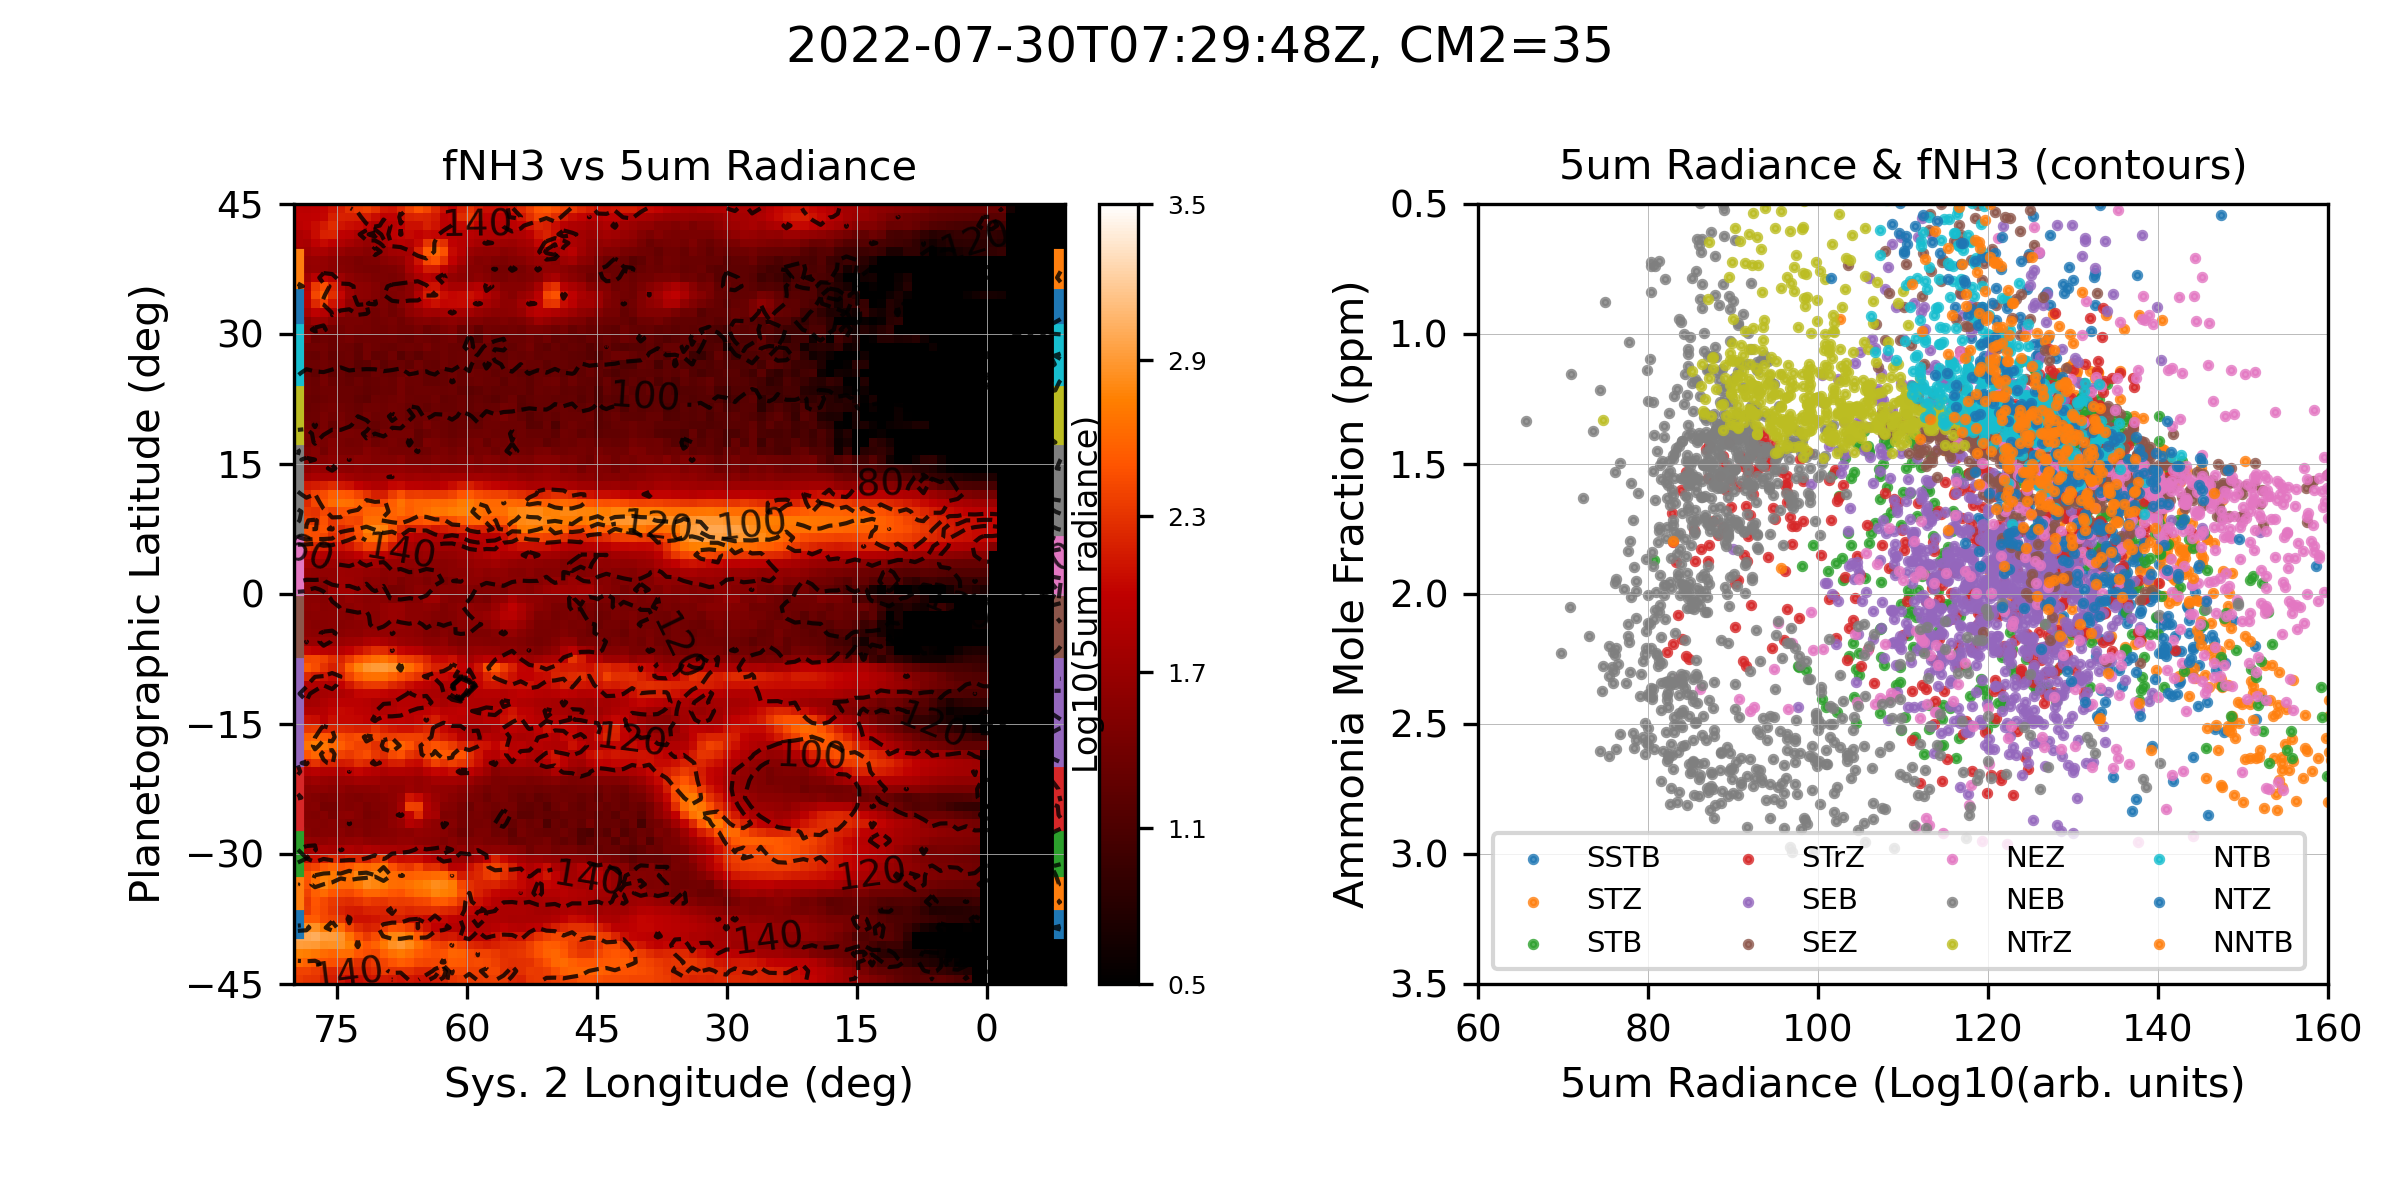 2022-07-30T07:29:48Z, CM2=35
fNH3 vs 5um Radiance
45
30
15
0
−15
−30
−45
Planetographic Latitude (deg)
75 60 45 30 15 0
Sys. 2 Longitude (deg)
140
120
100
80
120
100
140
120
120
100
120
140
120
140
140
3.5
2.9
2.3
1.7
1.1
0.5
Log10(5um radiance)
5um Radiance & fNH3 (contours)
0.5
1.0
1.5
2.0
2.5
3.0
3.5
Ammonia Mole Fraction (ppm)
SSTB STrZ NEZ NTB
STZ SEB NEB NTZ
STB SEZ NTrZ NNTB
60 80 100 120 140 160
5um Radiance (Log10(arb. units)